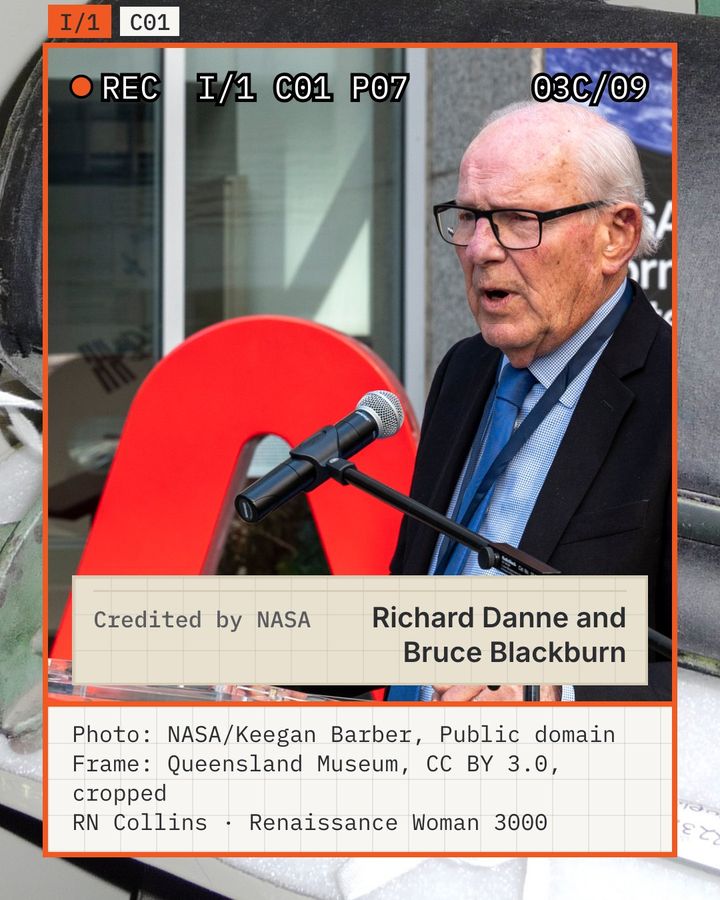 I/1 C01
REC I/1 C01 P07 03C/09
Credited by NASA
Richard Danne and
Bruce Blackburn
Photo: NASA/Keegan Barber, Public domain
Frame: Queensland Museum, CC BY 3.0,
cropped
RN Collins · Renaissance Woman 3000